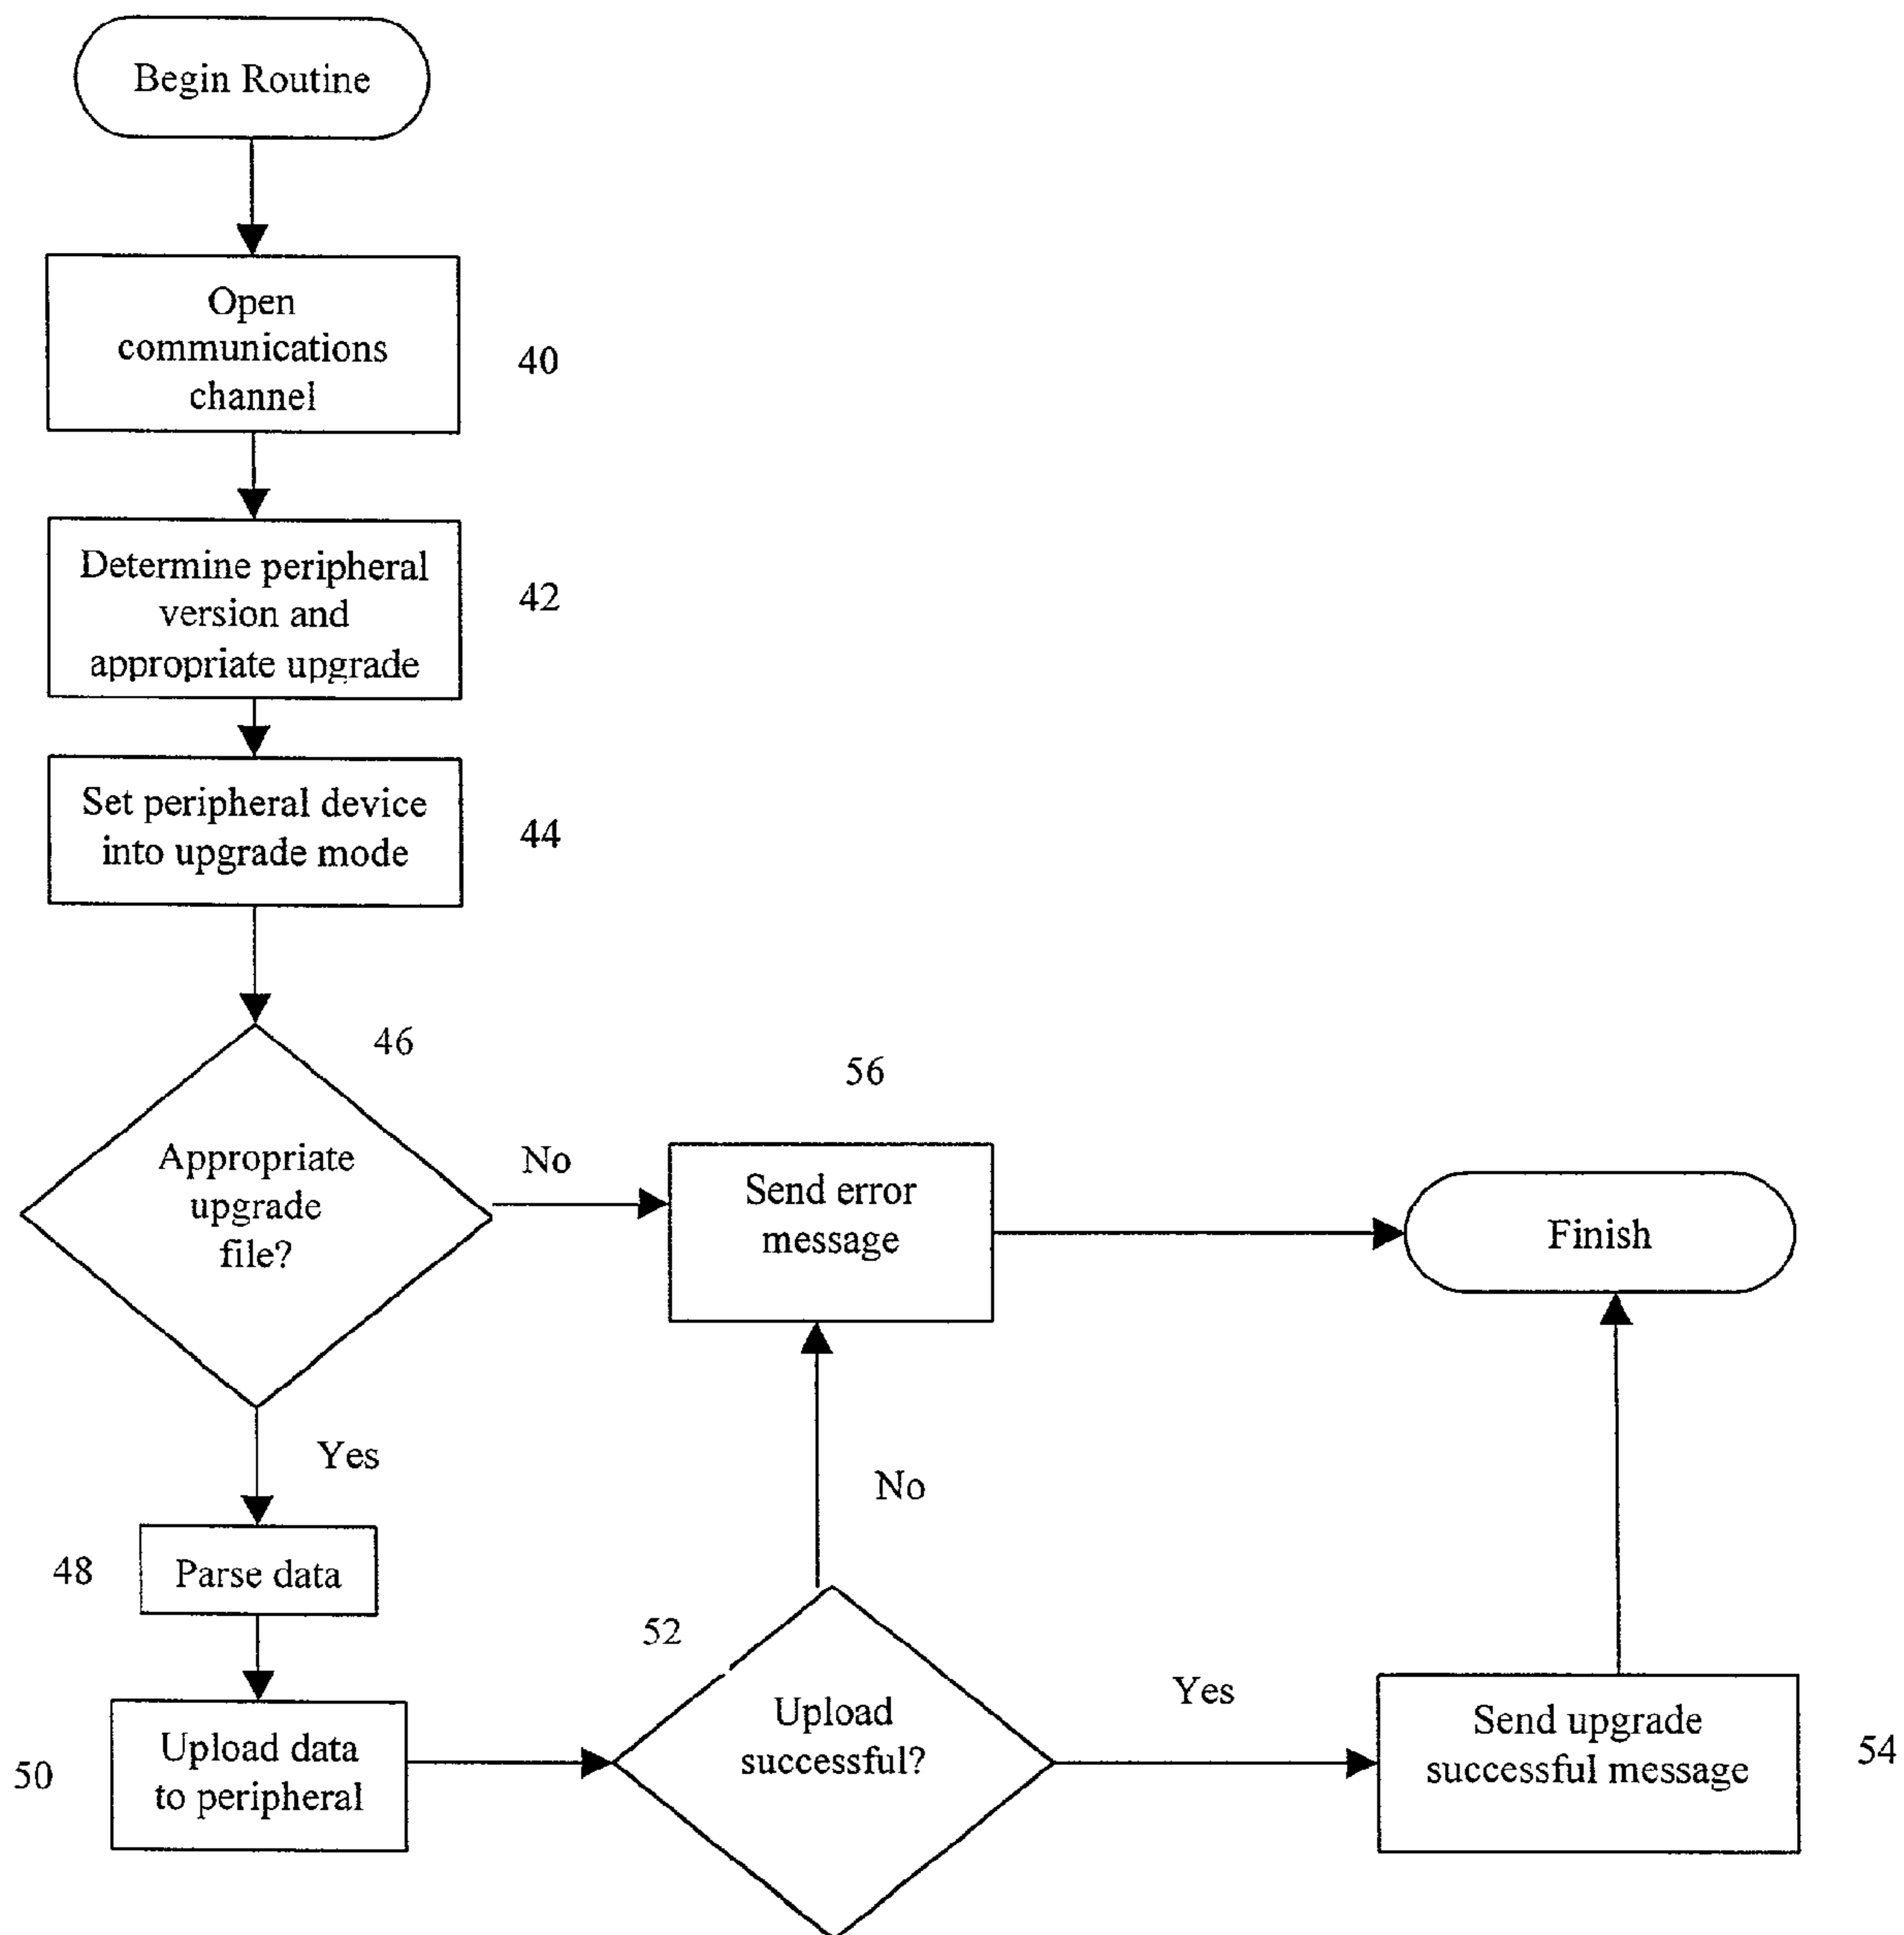 Begin Routine
Open
communications
channel
40
Determine peripheral
version and
appropriate upgrade
42
Set peripheral device
into upgrade mode
44
46
Appropriate
upgrade
file?
No
56
Send error
message
Finish
Yes
No
48
Parse data
52
Upload
successful?
Yes
Send upgrade
successful message
54
50
Upload data
to peripheral